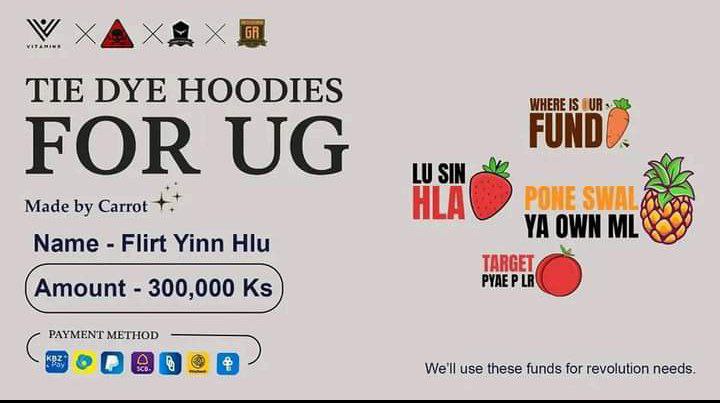 VITAMINS
GR
TIE DYE HOODIES
FOR UG
Made by Carrot
Name - Flirt Yinn Hlu
Amount - 300,000 Ks
PAYMENT METHOD
KBZ Pay
SCB
WHERE IS UR
FUND
LU SIN
HLA
PONE SWAL
YA OWN ML
TARGET
PYAE P LR
We'll use these funds for revolution needs.